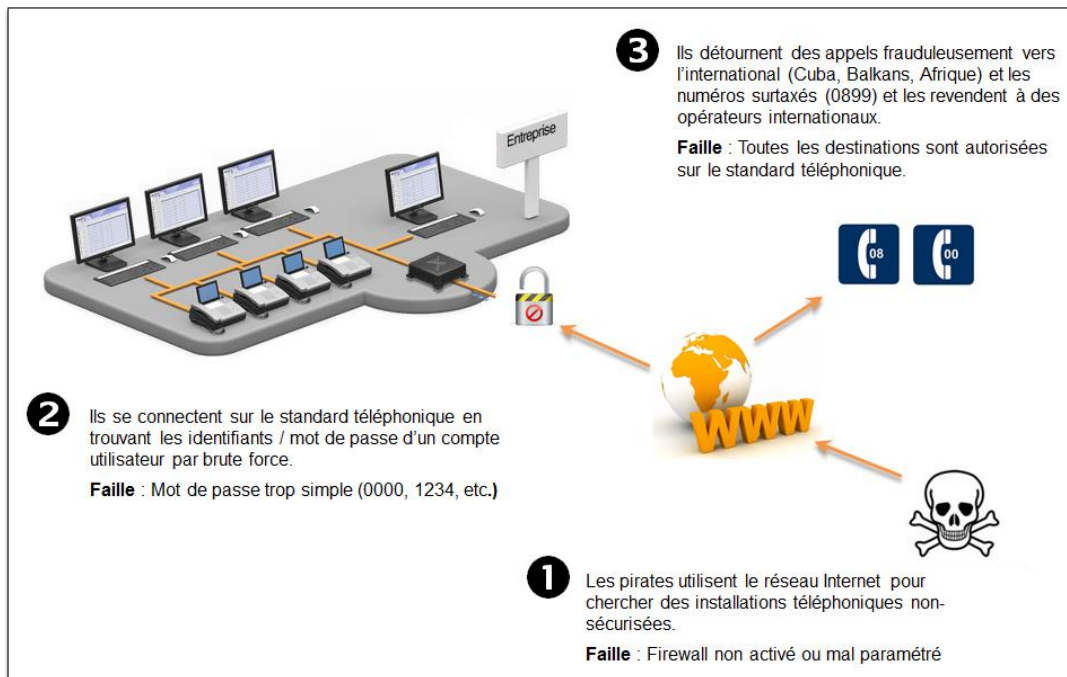 3
Ils détournent des appels frauduleusement vers
l'international (Cuba, Balkans, Afrique) et les
numéros surtaxés (0899) et les revendent à des
opérateurs internationaux.
Faille : Toutes les destinations sont autorisées
sur le standard téléphonique.
Entreprise
08
00
WWW
2
Ils se connectent sur le standard téléphonique en
trouvant les identifiants / mot de passe d'un compte
utilisateur par brute force.
Faille : Mot de passe trop simple (0000, 1234, etc.)
1
Les pirates utilisent le réseau Internet pour
chercher des installations téléphoniques non-
sécurisées.
Faille : Firewall non activé ou mal paramétré